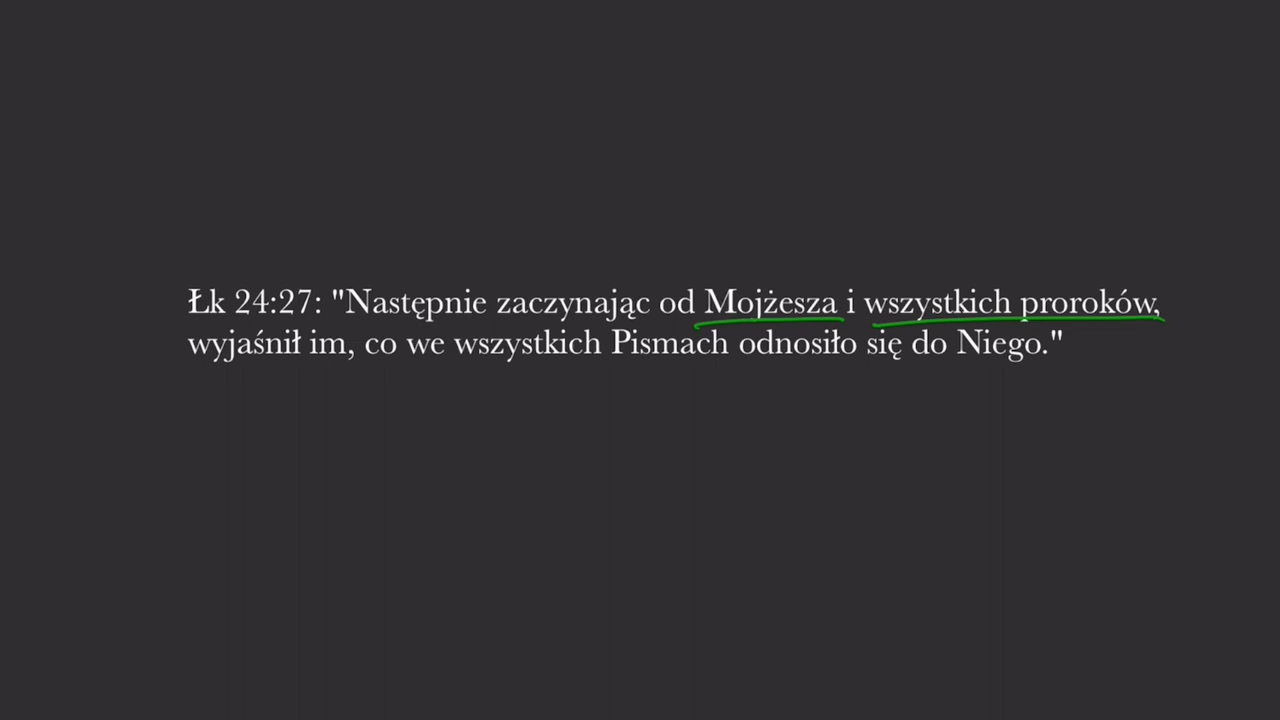 Łk 24:27: "Następnie zaczynając od Mojżesza i wszystkich proroków,
wyjaśnił im, co we wszystkich Pismach odnosiło się do Niego."